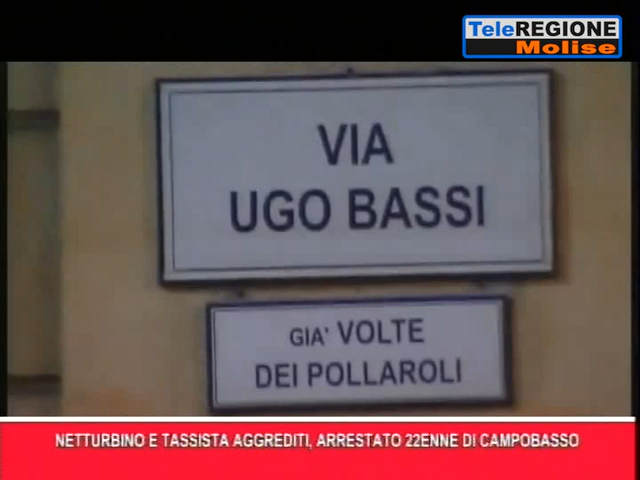 TeleREGIONE
Molise
VIA
UGO BASSI
GIA' VOLTE
DEI POLLAROLI
NETTURBINO E TASSISTA AGGREDITI, ARRESTATO 22ENNE DI CAMPOBASSO